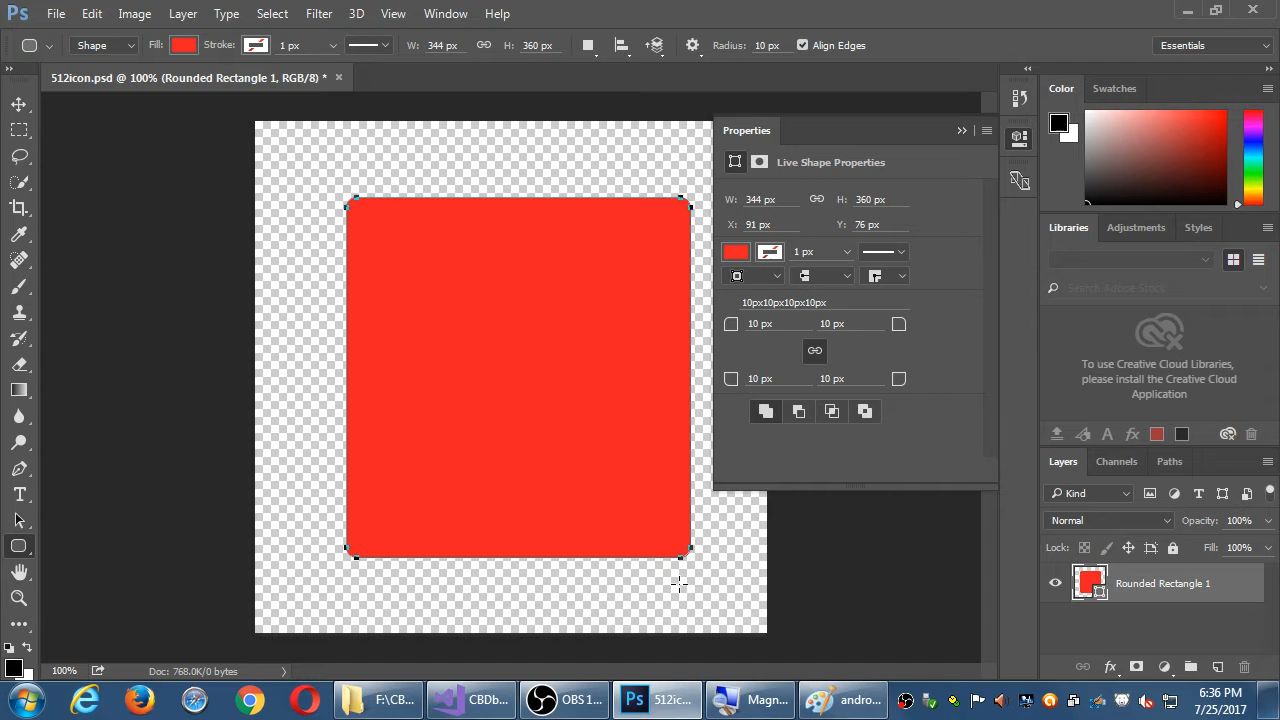 Ps File Edit Image Layer Type Select Filter 3D View Window Help
Shape Fill: Stroke: 1 px W: 344 px H: 360 px Radius: 10 px Align Edges Essentials
512icon.psd @ 100% (Rounded Rectangle 1, RGB/8) * ×
Properties
Live Shape Properties
W: 344 px H: 360 px
X: 91 px Y: 76 px
1 px
10px10px10px10px
10 px 10 px
10 px 10 px
Color Swatches
Libraries Adjustments Styles
Search Adobe Stock
To use Creative Cloud Libraries,
please install the Creative Cloud
Application
Layers Channels Paths
Kind
Normal Opacity: 100%
Lock: Fill: 100%
Rounded Rectangle 1
100% Doc: 768.0K/0 bytes
F:\CB... CBDb... OBS 1... Ps 512ic... Magn... andro...
6:36 PM
7/25/2017